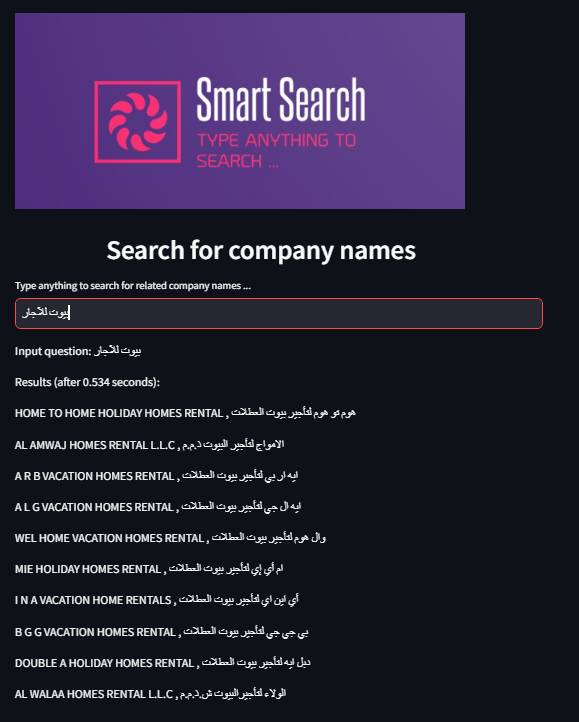 Smart Search
TYPE ANYTHING TO
SEARCH ...
Search for company names
Type anything to search for related company names ...
بيوت للآجار
Input question: بيوت للآجار
Results (after 0.534 seconds):
HOME TO HOME HOLIDAY HOMES RENTAL , هوم تو هوم لتأجير بيوت العطلات
AL AMWAJ HOMES RENTAL L.L.C , الامواج لتأجير البيوت ذ.م.م
A R B VACATION HOMES RENTAL , ايه ار بي لتأجير بيوت العطلات
A L G VACATION HOMES RENTAL , ايه ال جي لتأجير بيوت العطلات
WEL HOME VACATION HOMES RENTAL , وال هوم لتأجير بيوت العطلات
MIE HOLIDAY HOMES RENTAL , ام أي إي لتأجير بيوت العطلات
I N A VACATION HOME RENTALS , أي اين اي لتأجير بيوت العطلات
B G G VACATION HOMES RENTAL , بي جي جي لتأجير بيوت العطلات
DOUBLE A HOLIDAY HOMES RENTAL , دبل ايه لتأجير بيوت العطلات
AL WALAA HOMES RENTAL L.L.C , الولاء لتأجيرالبيوت ش.ذ.م.م